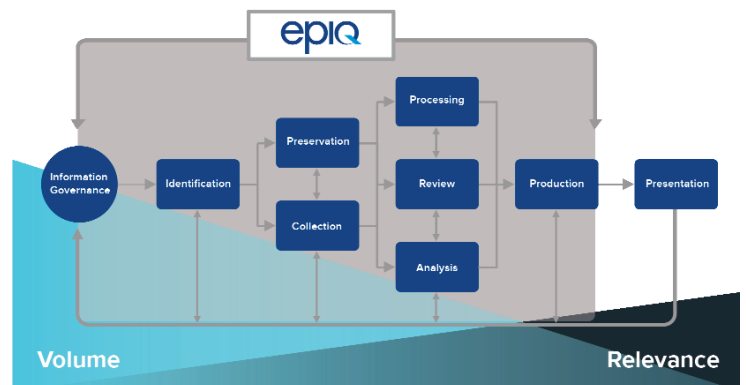 epiq
Processing
Preservation
Information
Governance
Identification
Review
Production
Presentation
Collection
Analysis
Volume
Relevance